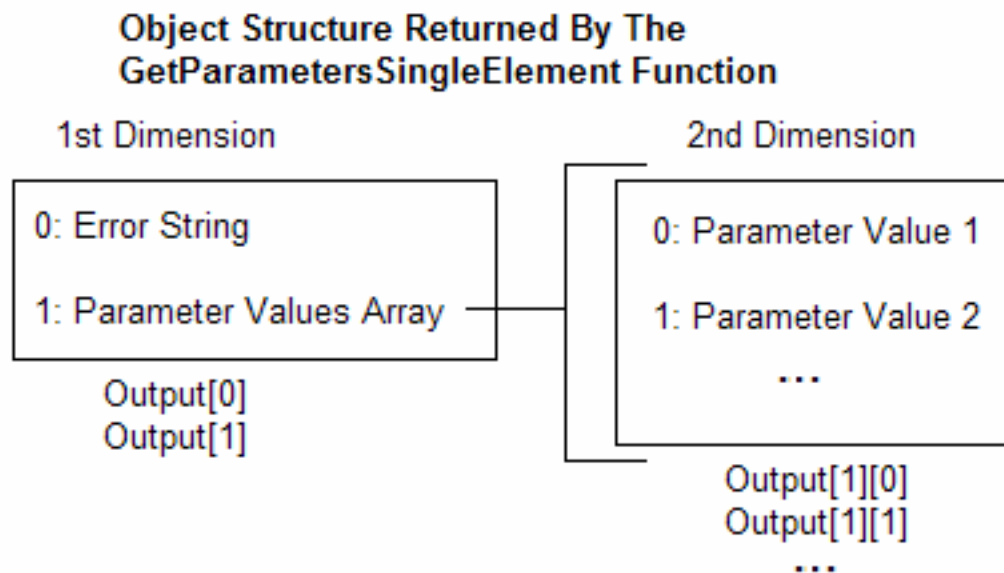 Object Structure Returned By The
GetParametersSingleElement Function
1st Dimension
0: Error String
1: Parameter Values Array
Output[0]
Output[1]
2nd Dimension
0: Parameter Value 1
1: Parameter Value 2
...
Output[1][0]
Output[1][1]
...